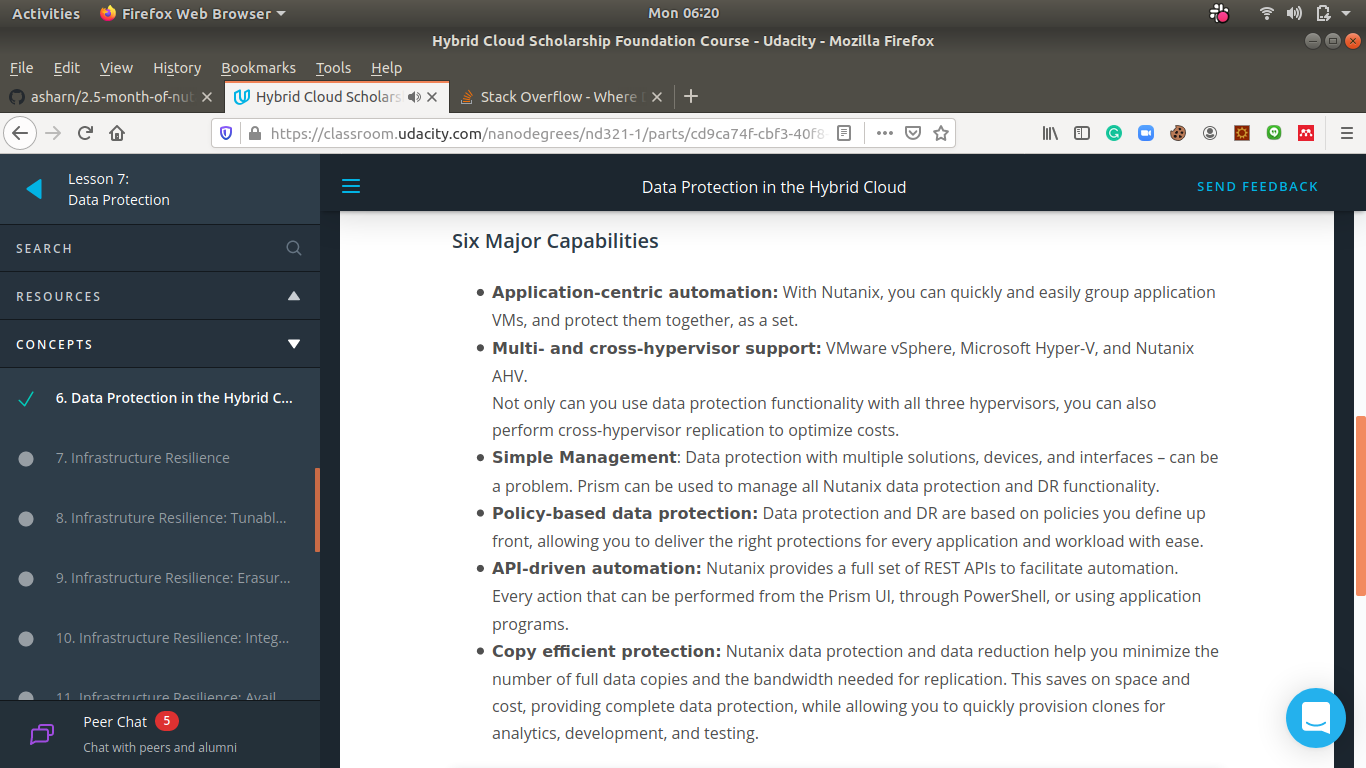 Activities Firefox Web Browser Mon 06:20
Hybrid Cloud Scholarship Foundation Course - Udacity - Mozilla Firefox
File Edit View History Bookmarks Tools Help
asharn/2.5-month-of-nut Hybrid Cloud Scholars Stack Overflow - Where
https://classroom.udacity.com/nanodegrees/nd321-1/parts/cd9ca74f-cbf3-40f8
Lesson 7:
Data Protection
SEARCH
RESOURCES
CONCEPTS
6. Data Protection in the Hybrid C...
7. Infrastructure Resilience
8. Infrastruture Resilience: Tunabl...
9. Infrastructure Resilience: Erasur...
10. Infrastructure Resilience: Integ...
11. Infrastructure Resilience: Avail
Peer Chat 5
Chat with peers and alumni
Data Protection in the Hybrid Cloud
SEND FEEDBACK
Six Major Capabilities
• Application-centric automation: With Nutanix, you can quickly and easily group application
VMs, and protect them together, as a set.
• Multi- and cross-hypervisor support: VMware vSphere, Microsoft Hyper-V, and Nutanix
AHV.
Not only can you use data protection functionality with all three hypervisors, you can also
perform cross-hypervisor replication to optimize costs.
• Simple Management: Data protection with multiple solutions, devices, and interfaces – can be
a problem. Prism can be used to manage all Nutanix data protection and DR functionality.
• Policy-based data protection: Data protection and DR are based on policies you define up
front, allowing you to deliver the right protections for every application and workload with ease.
• API-driven automation: Nutanix provides a full set of REST APIs to facilitate automation.
Every action that can be performed from the Prism UI, through PowerShell, or using application
programs.
• Copy efficient protection: Nutanix data protection and data reduction help you minimize the
number of full data copies and the bandwidth needed for replication. This saves on space and
cost, providing complete data protection, while allowing you to quickly provision clones for
analytics, development, and testing.